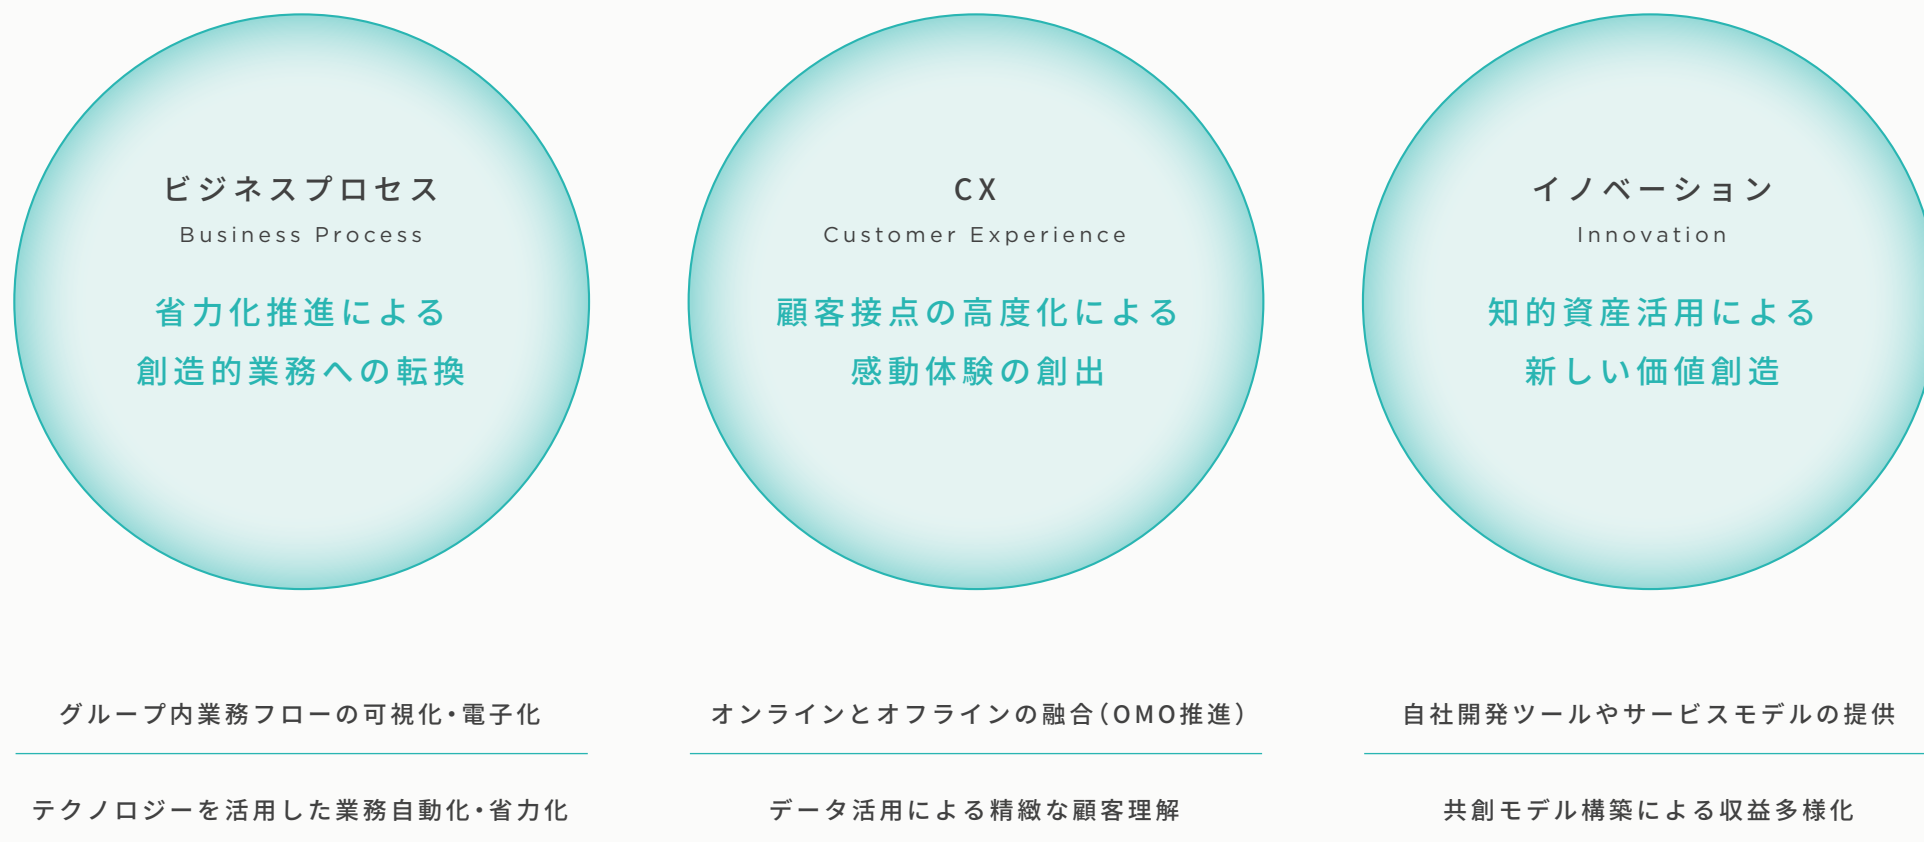 ビジネスプロセス
Business Process
省力化推進による
創造的業務への転換
グループ内業務フローの可視化・電子化
テクノロジーを活用した業務自動化・省力化
CX
Customer Experience
顧客接点の高度化による
感動体験の創出
オンラインとオフラインの融合（OMO推進）
データ活用による精緻な顧客理解
イノベーション
Innovation
知的資産活用による
新しい価値創造
自社開発ツールやサービスモデルの提供
共創モデル構築による収益多様化